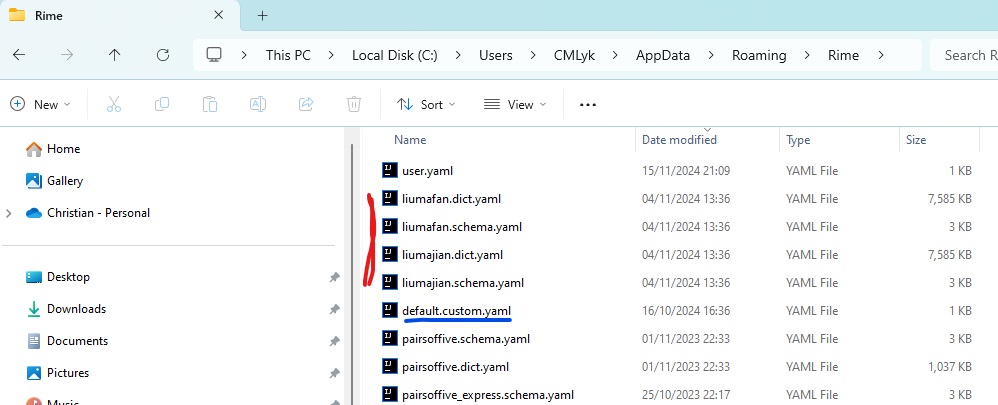 Rime
This PC > Local Disk (C:) > Users > CMLyk > AppData > Roaming > Rime > Search R
New Sort View ...
Home
Gallery
Christian - Personal
Desktop
Downloads
Documents
Pictures
Music
Name Date modified Type Size
user.yaml 15/11/2024 21:09 YAML File 1 KB
liumafan.dict.yaml 04/11/2024 13:36 YAML File 7,585 KB
liumafan.schema.yaml 04/11/2024 13:36 YAML File 3 KB
liumajian.dict.yaml 04/11/2024 13:36 YAML File 7,585 KB
liumajian.schema.yaml 04/11/2024 13:36 YAML File 3 KB
default.custom.yaml 16/10/2024 16:36 YAML File 1 KB
pairsoffive.schema.yaml 01/11/2023 22:33 YAML File 3 KB
pairsoffive.dict.yaml 01/11/2023 22:33 YAML File 1,037 KB
pairsoffive_express.schema.yaml 25/10/2023 22:17 YAML File 3 KB